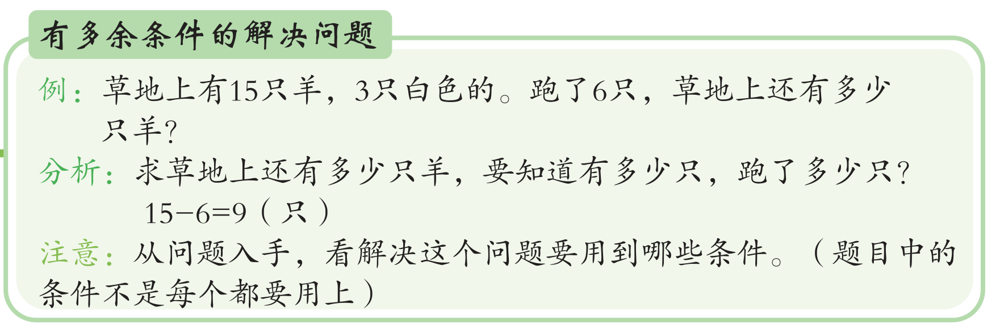 有多余条件的解决问题
例：草地上有15只羊，3只白色的。跑了6只，草地上还有多少
只羊？
分析：求草地上还有多少只羊，要知道有多少只，跑了多少只？
15-6=9（只）
注意：从问题入手，看解决这个问题要用到哪些条件。（题目中的
条件不是每个都要用上）